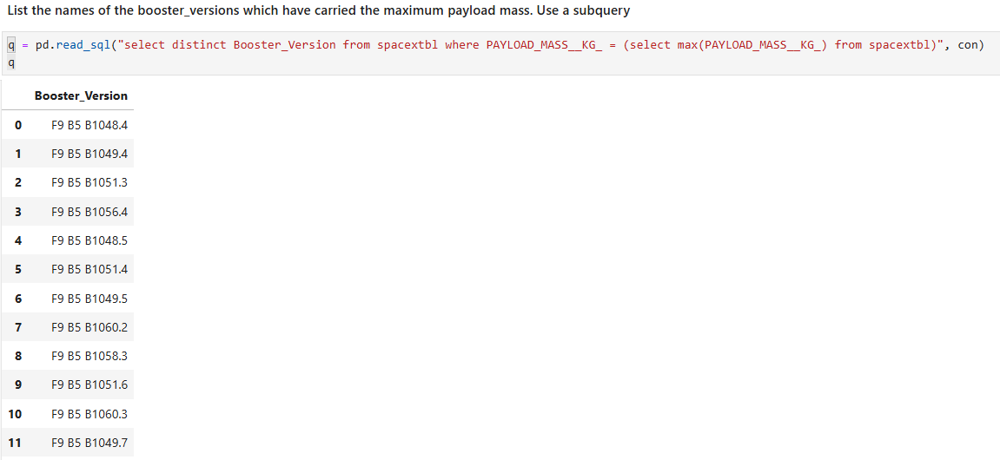 List the names of the booster_versions which have carried the maximum payload mass. Use a subquery
q = pd.read_sql("select distinct Booster_Version from spacextbl where PAYLOAD_MASS__KG_ = (select max(PAYLOAD_MASS__KG_) from spacextbl)", con)
q
Booster_Version
0 F9 B5 B1048.4
1 F9 B5 B1049.4
2 F9 B5 B1051.3
3 F9 B5 B1056.4
4 F9 B5 B1048.5
5 F9 B5 B1051.4
6 F9 B5 B1049.5
7 F9 B5 B1060.2
8 F9 B5 B1058.3
9 F9 B5 B1051.6
10 F9 B5 B1060.3
11 F9 B5 B1049.7